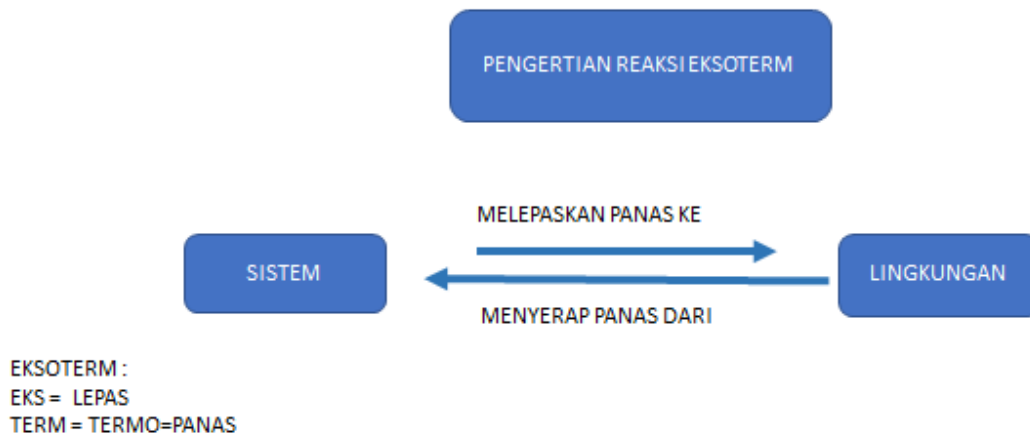 PENGERTIAN REAKSI EKSOTERM
MELEPASKAN PANAS KE
SISTEM
LINGKUNGAN
MENYERAP PANAS DARI
EKSOTERM :
EKS = LEPAS
TERM = TERMO=PANAS